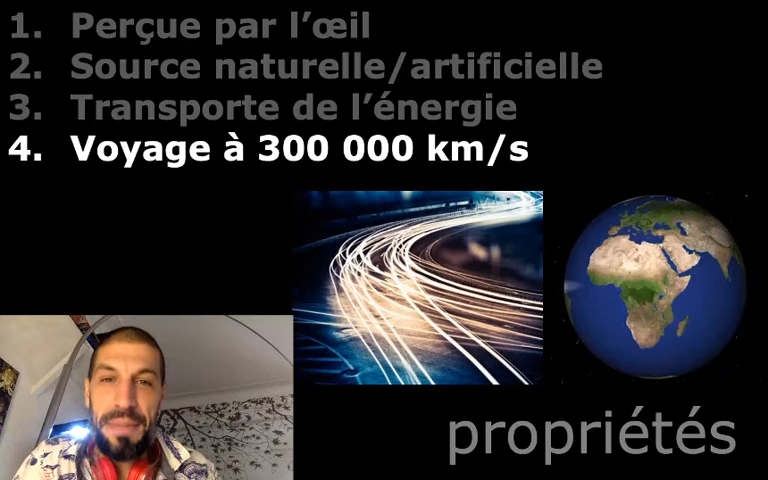 1. Perçue par l’œil
2. Source naturelle/artificielle
3. Transporte de l’énergie
4. Voyage à 300 000 km/s
propriétés